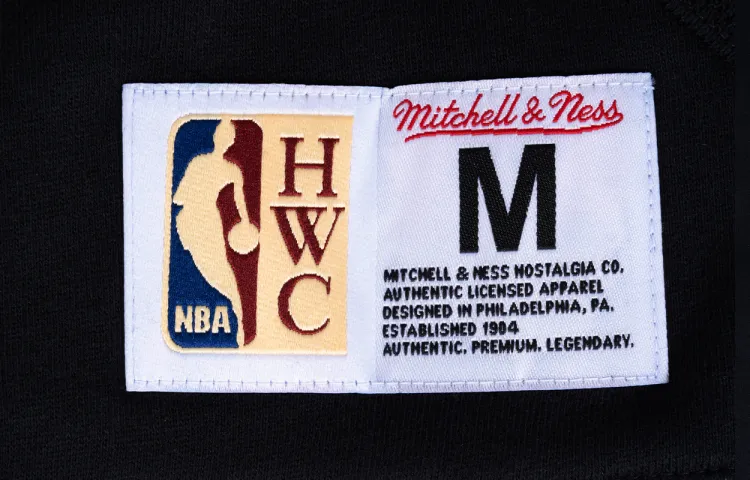 NBA
H
W
C
Mitchell & Ness
M
MITCHELL & NESS NOSTALGIA CO.
AUTHENTIC LICENSED APPAREL
DESIGNED IN PHILADELPHIA, PA.
ESTABLISHED 1904
AUTHENTIC. PREMIUM. LEGENDARY.